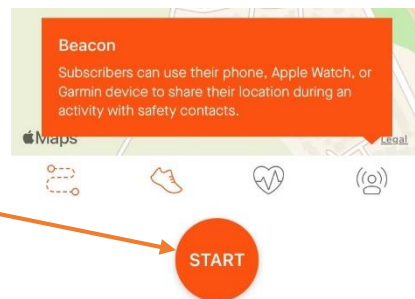 Beacon
Subscribers can use their phone, Apple Watch, or
Garmin device to share their location during an
activity with safety contacts.
Maps
Legal
START